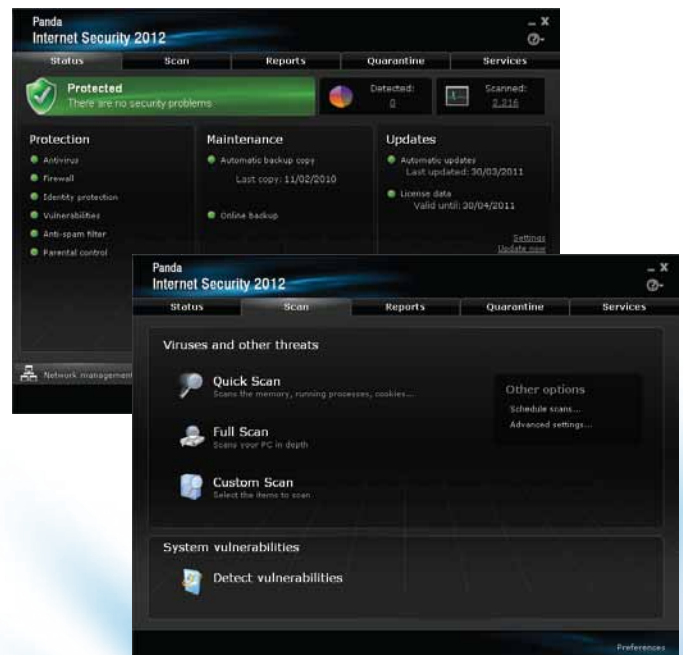 Panda
Internet Security 2012
Status Scan Reports Quarantine Services
Protected
There are no security problems
Detected:
0
Scanned:
2,216
Protection
Antivirus
Firewall
Identity protection
Vulnerabilities
Anti-spam filter
Parental control
Maintenance
Automatic backup copy
Last copy: 11/02/2010
Online backup
Updates
Automatic updates
Last updated: 30/03/2011
License data
Valid until: 30/04/2011
Settings
Update now
Network management
Panda
Internet Security 2012
Status Scan Reports Quarantine Services
Viruses and other threats
Quick Scan
Scans the memory, running processes, cookies...
Full Scan
Scans your PC in depth
Custom Scan
Select the items to scan
Other options
Schedule scans...
Advanced settings...
System vulnerabilities
Detect vulnerabilities
Preferences